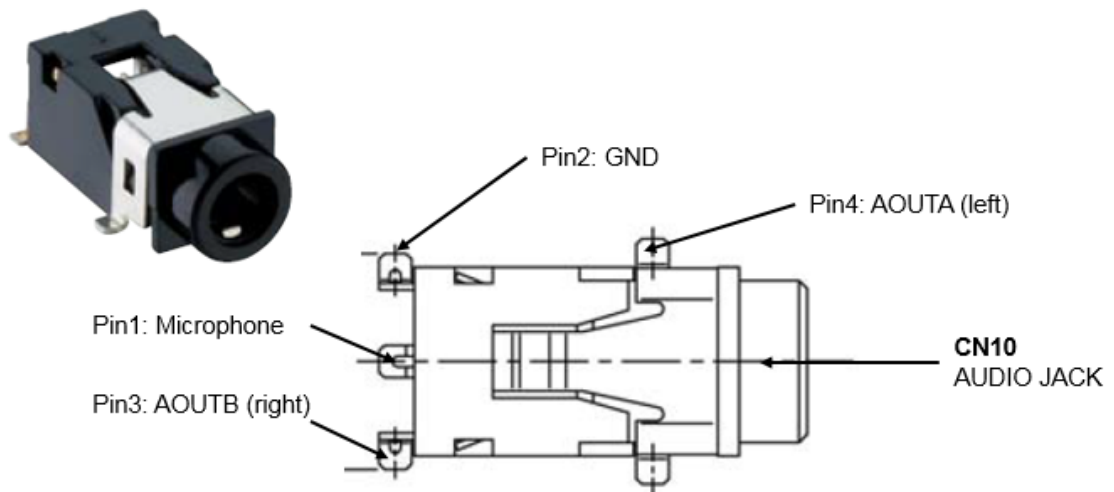 Pin2: GND
Pin4: AOUTA (left)
Pin1: Microphone
CN10
AUDIO JACK
Pin3: AOUTB (right)